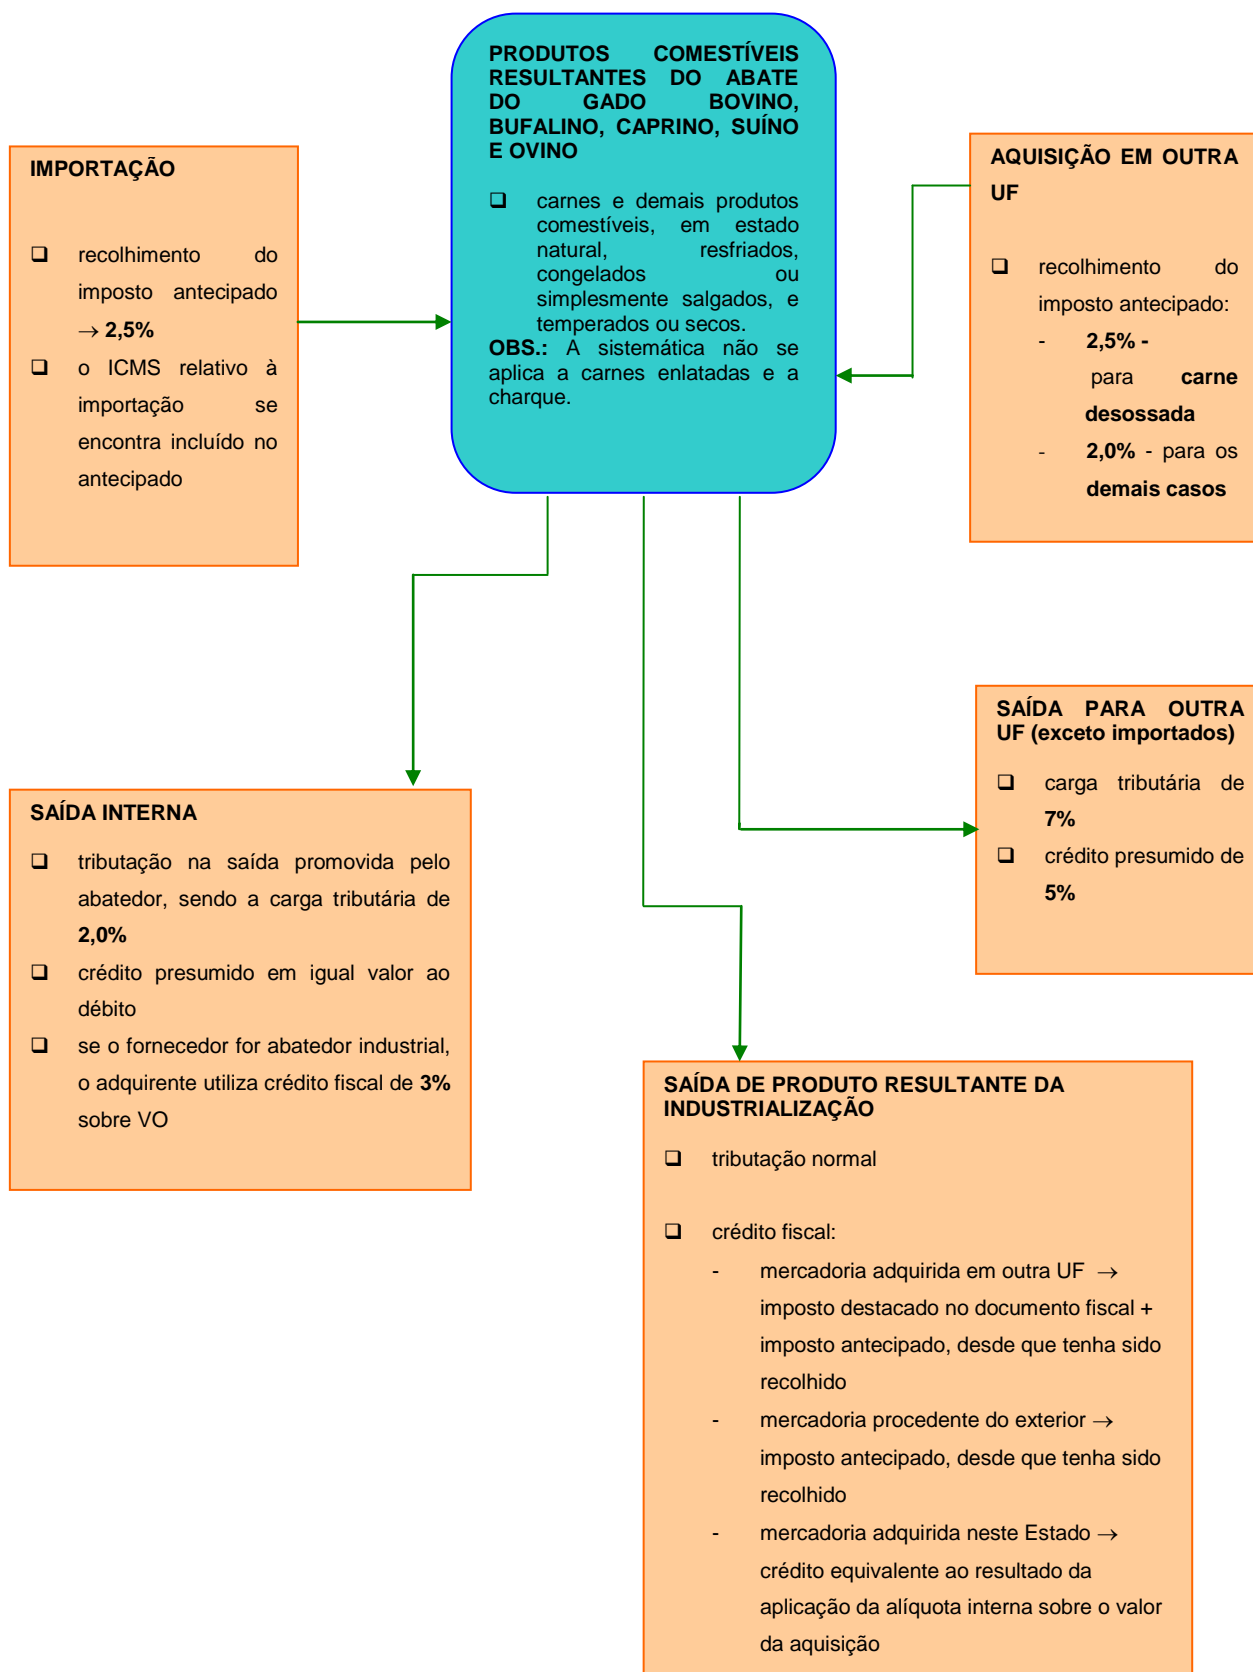 PRODUTOS COMESTÍVEIS
RESULTANTES DO ABATE
DO GADO BOVINO,
BUFALINO, CAPRINO, SUÍNO
E OVINO
❑ carnes e demais produtos
comestíveis, em estado
natural, resfriados,
congelados ou
simplesmente salgados, e
temperados ou secos.
OBS.: A sistemática não se
aplica a carnes enlatadas e a
charque.
IMPORTAÇÃO
❑ recolhimento do
imposto antecipado
→ 2,5%
❑ o ICMS relativo à
importação se
encontra incluído no
antecipado
AQUISIÇÃO EM OUTRA
UF
❑ recolhimento do
imposto antecipado:
- 2,5% -
para carne
desossada
- 2,0% - para os
demais casos
SAÍDA PARA OUTRA
UF (exceto importados)
❑ carga tributária de
7%
❑ crédito presumido de
5%
SAÍDA INTERNA
❑ tributação na saída promovida pelo
abatedor, sendo a carga tributária de
2,0%
❑ crédito presumido em igual valor ao
débito
❑ se o fornecedor for abatedor industrial,
o adquirente utiliza crédito fiscal de 3%
sobre VO
SAÍDA DE PRODUTO RESULTANTE DA
INDUSTRIALIZAÇÃO
❑ tributação normal
❑ crédito fiscal:
- mercadoria adquirida em outra UF →
imposto destacado no documento fiscal +
imposto antecipado, desde que tenha sido
recolhido
- mercadoria procedente do exterior →
imposto antecipado, desde que tenha sido
recolhido
- mercadoria adquirida neste Estado →
crédito equivalente ao resultado da
aplicação da alíquota interna sobre o valor
da aquisição